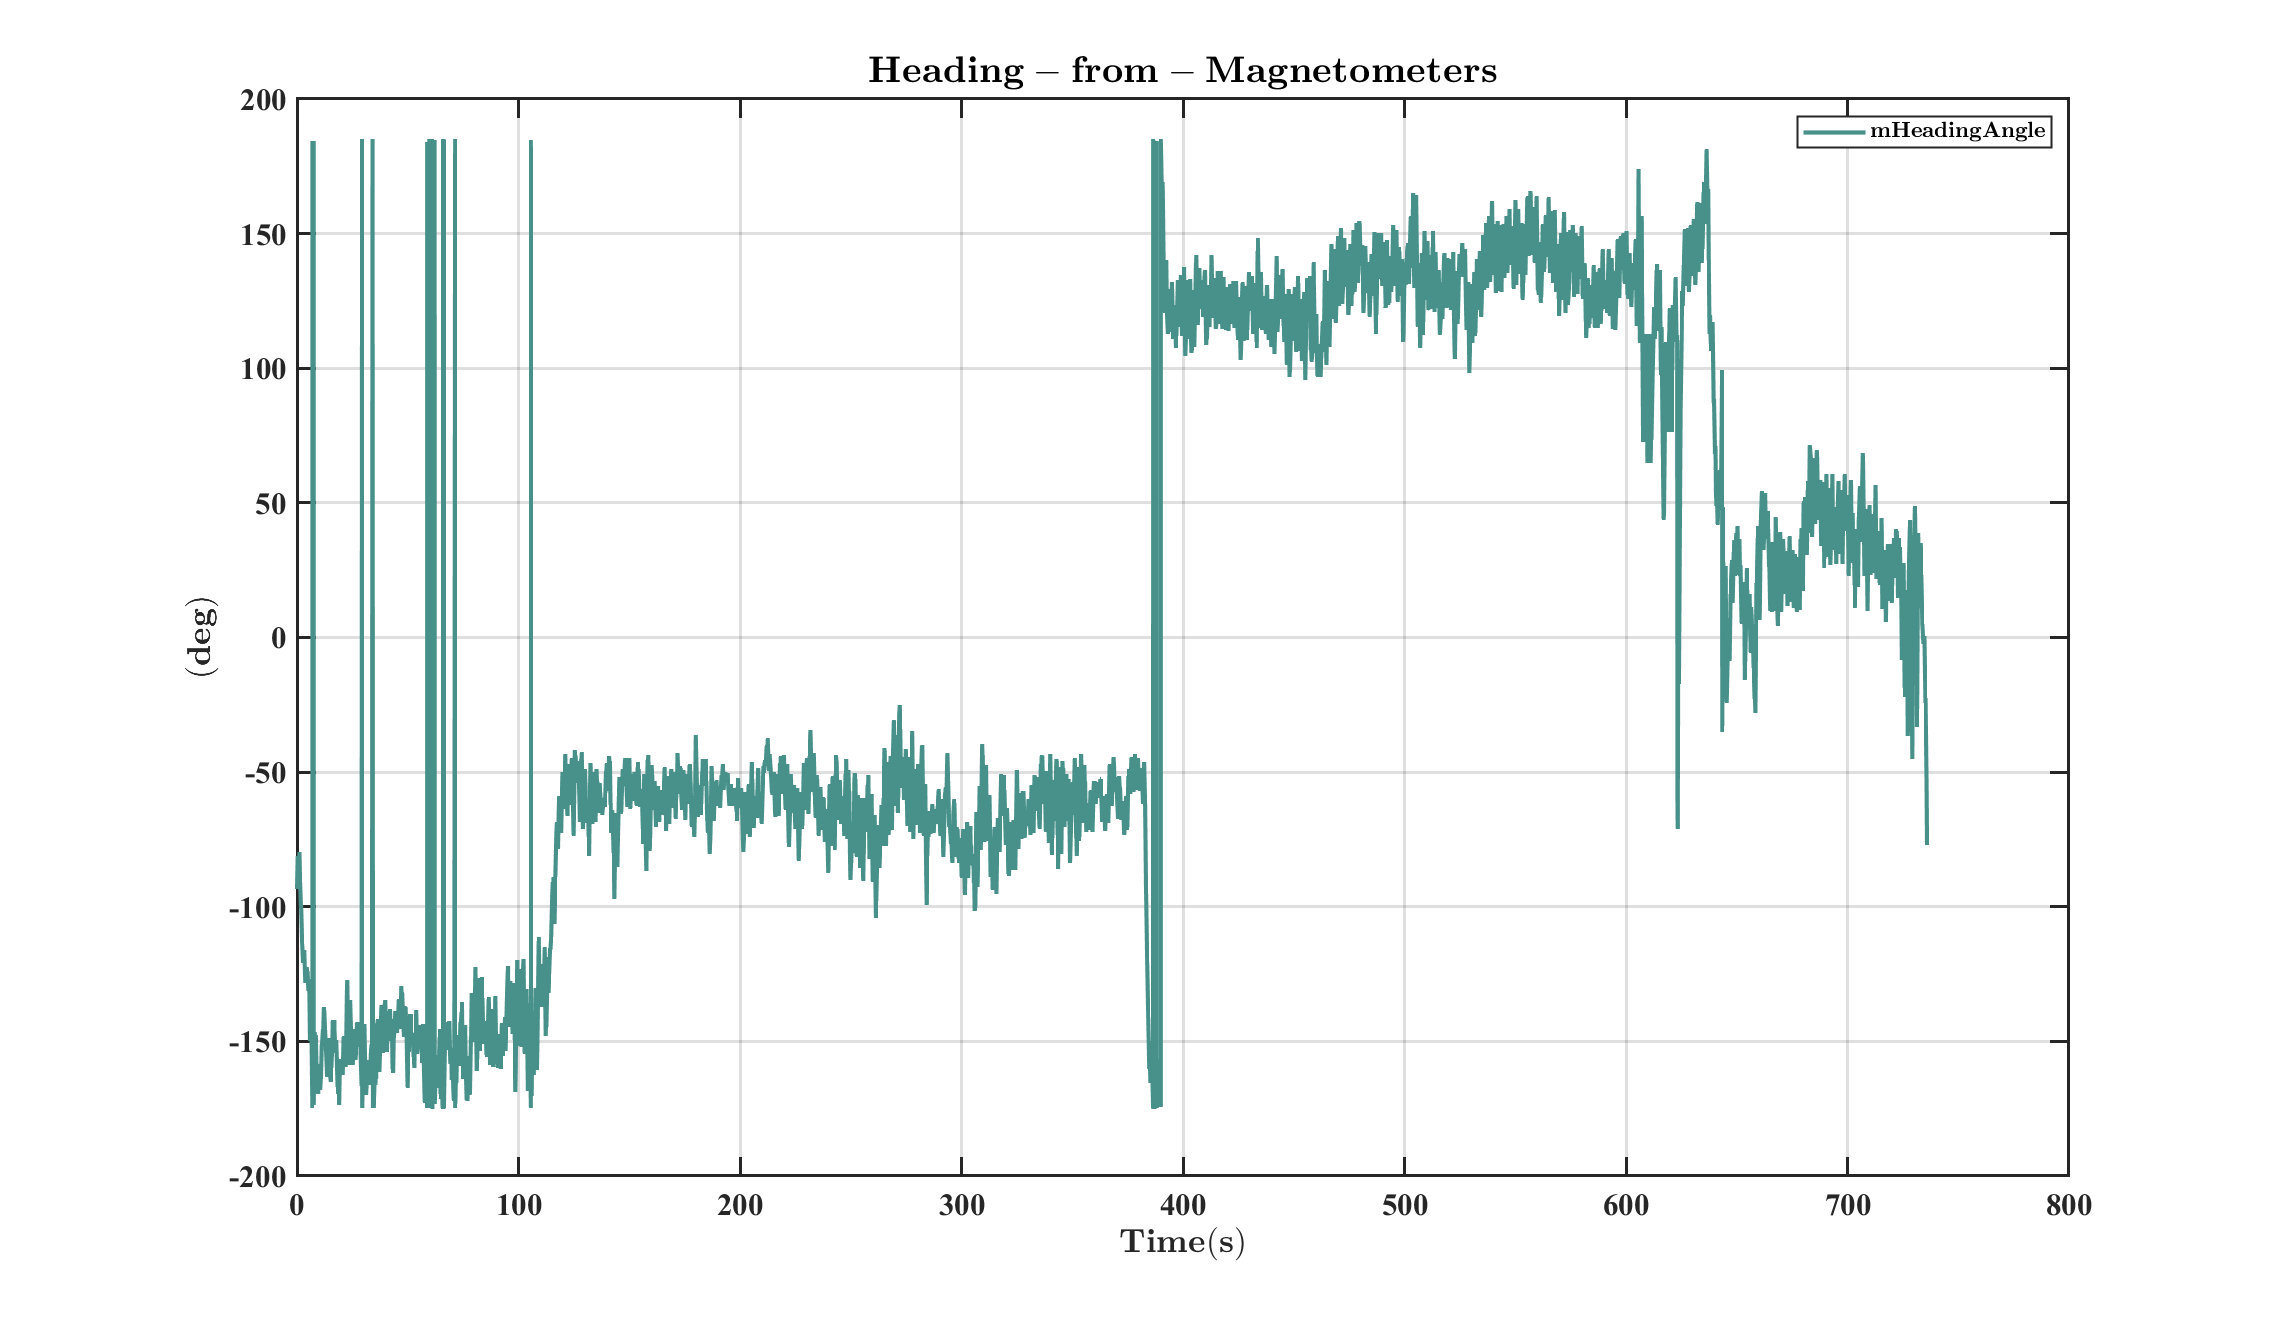 Heading – from – Magnetometers
mHeadingAngle
200
150
100
50
0
-50
-100
-150
-200
(deg)
0 100 200 300 400 500 600 700 800
Time(s)